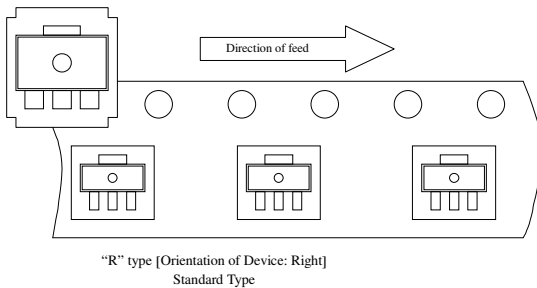 Direction of feed
“R” type [Orientation of Device: Right]
Standard Type